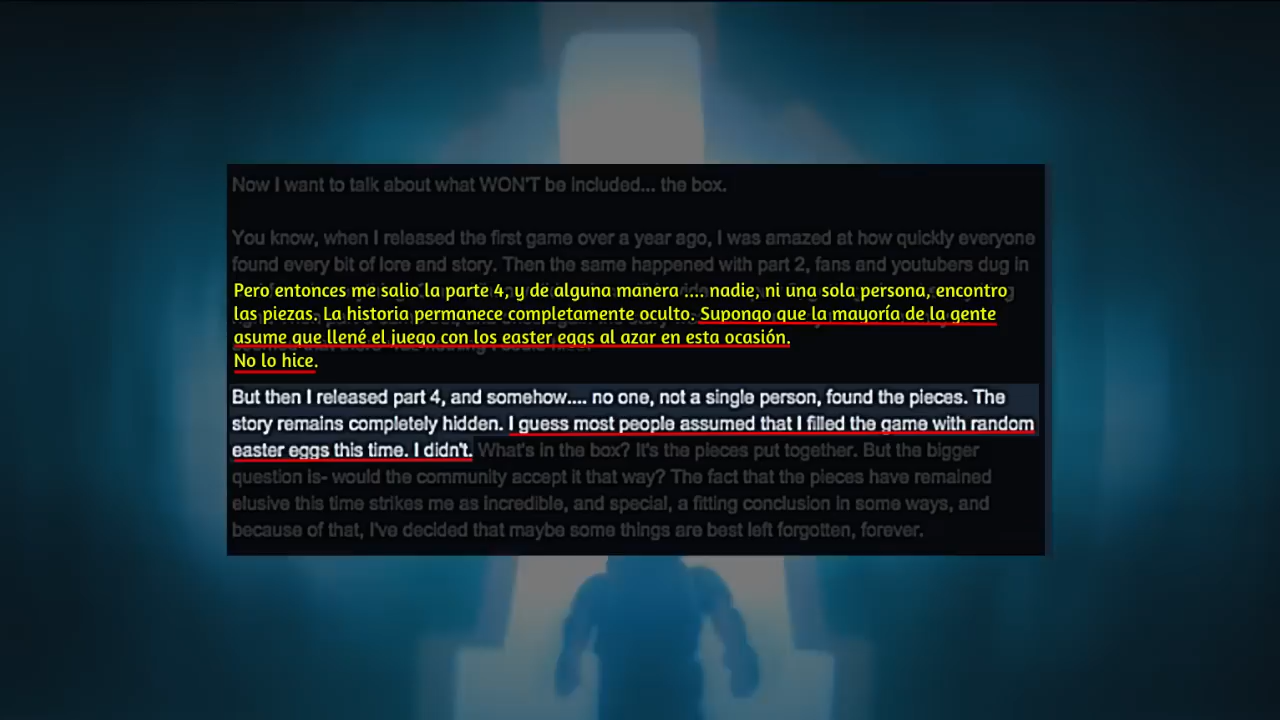 Now I want to talk about what WON'T be included... the box.
You know, when I released the first game over a year ago, I was amazed at how quickly everyone
found every bit of lore and story. Then the same happened with part 2, fans and youtubers dug in
Pero entonces me salio la parte 4, y de alguna manera .... nadie, ni una sola persona, encontro
las piezas. La historia permanece completamente oculto. Supongo que la mayoría de la gente
asume que llené el juego con los easter eggs al azar en esta ocasión.
No lo hice.
But then I released part 4, and somehow.... no one, not a single person, found the pieces. The
story remains completely hidden. I guess most people assumed that I filled the game with random
easter eggs this time. I didn't. What's in the box? It's the pieces put together. But the bigger
question is- would the community accept it that way? The fact that the pieces have remained
elusive this time strikes me as incredible, and special, a fitting conclusion in some ways, and
because of that, I've decided that maybe some things are best left forgotten, forever.